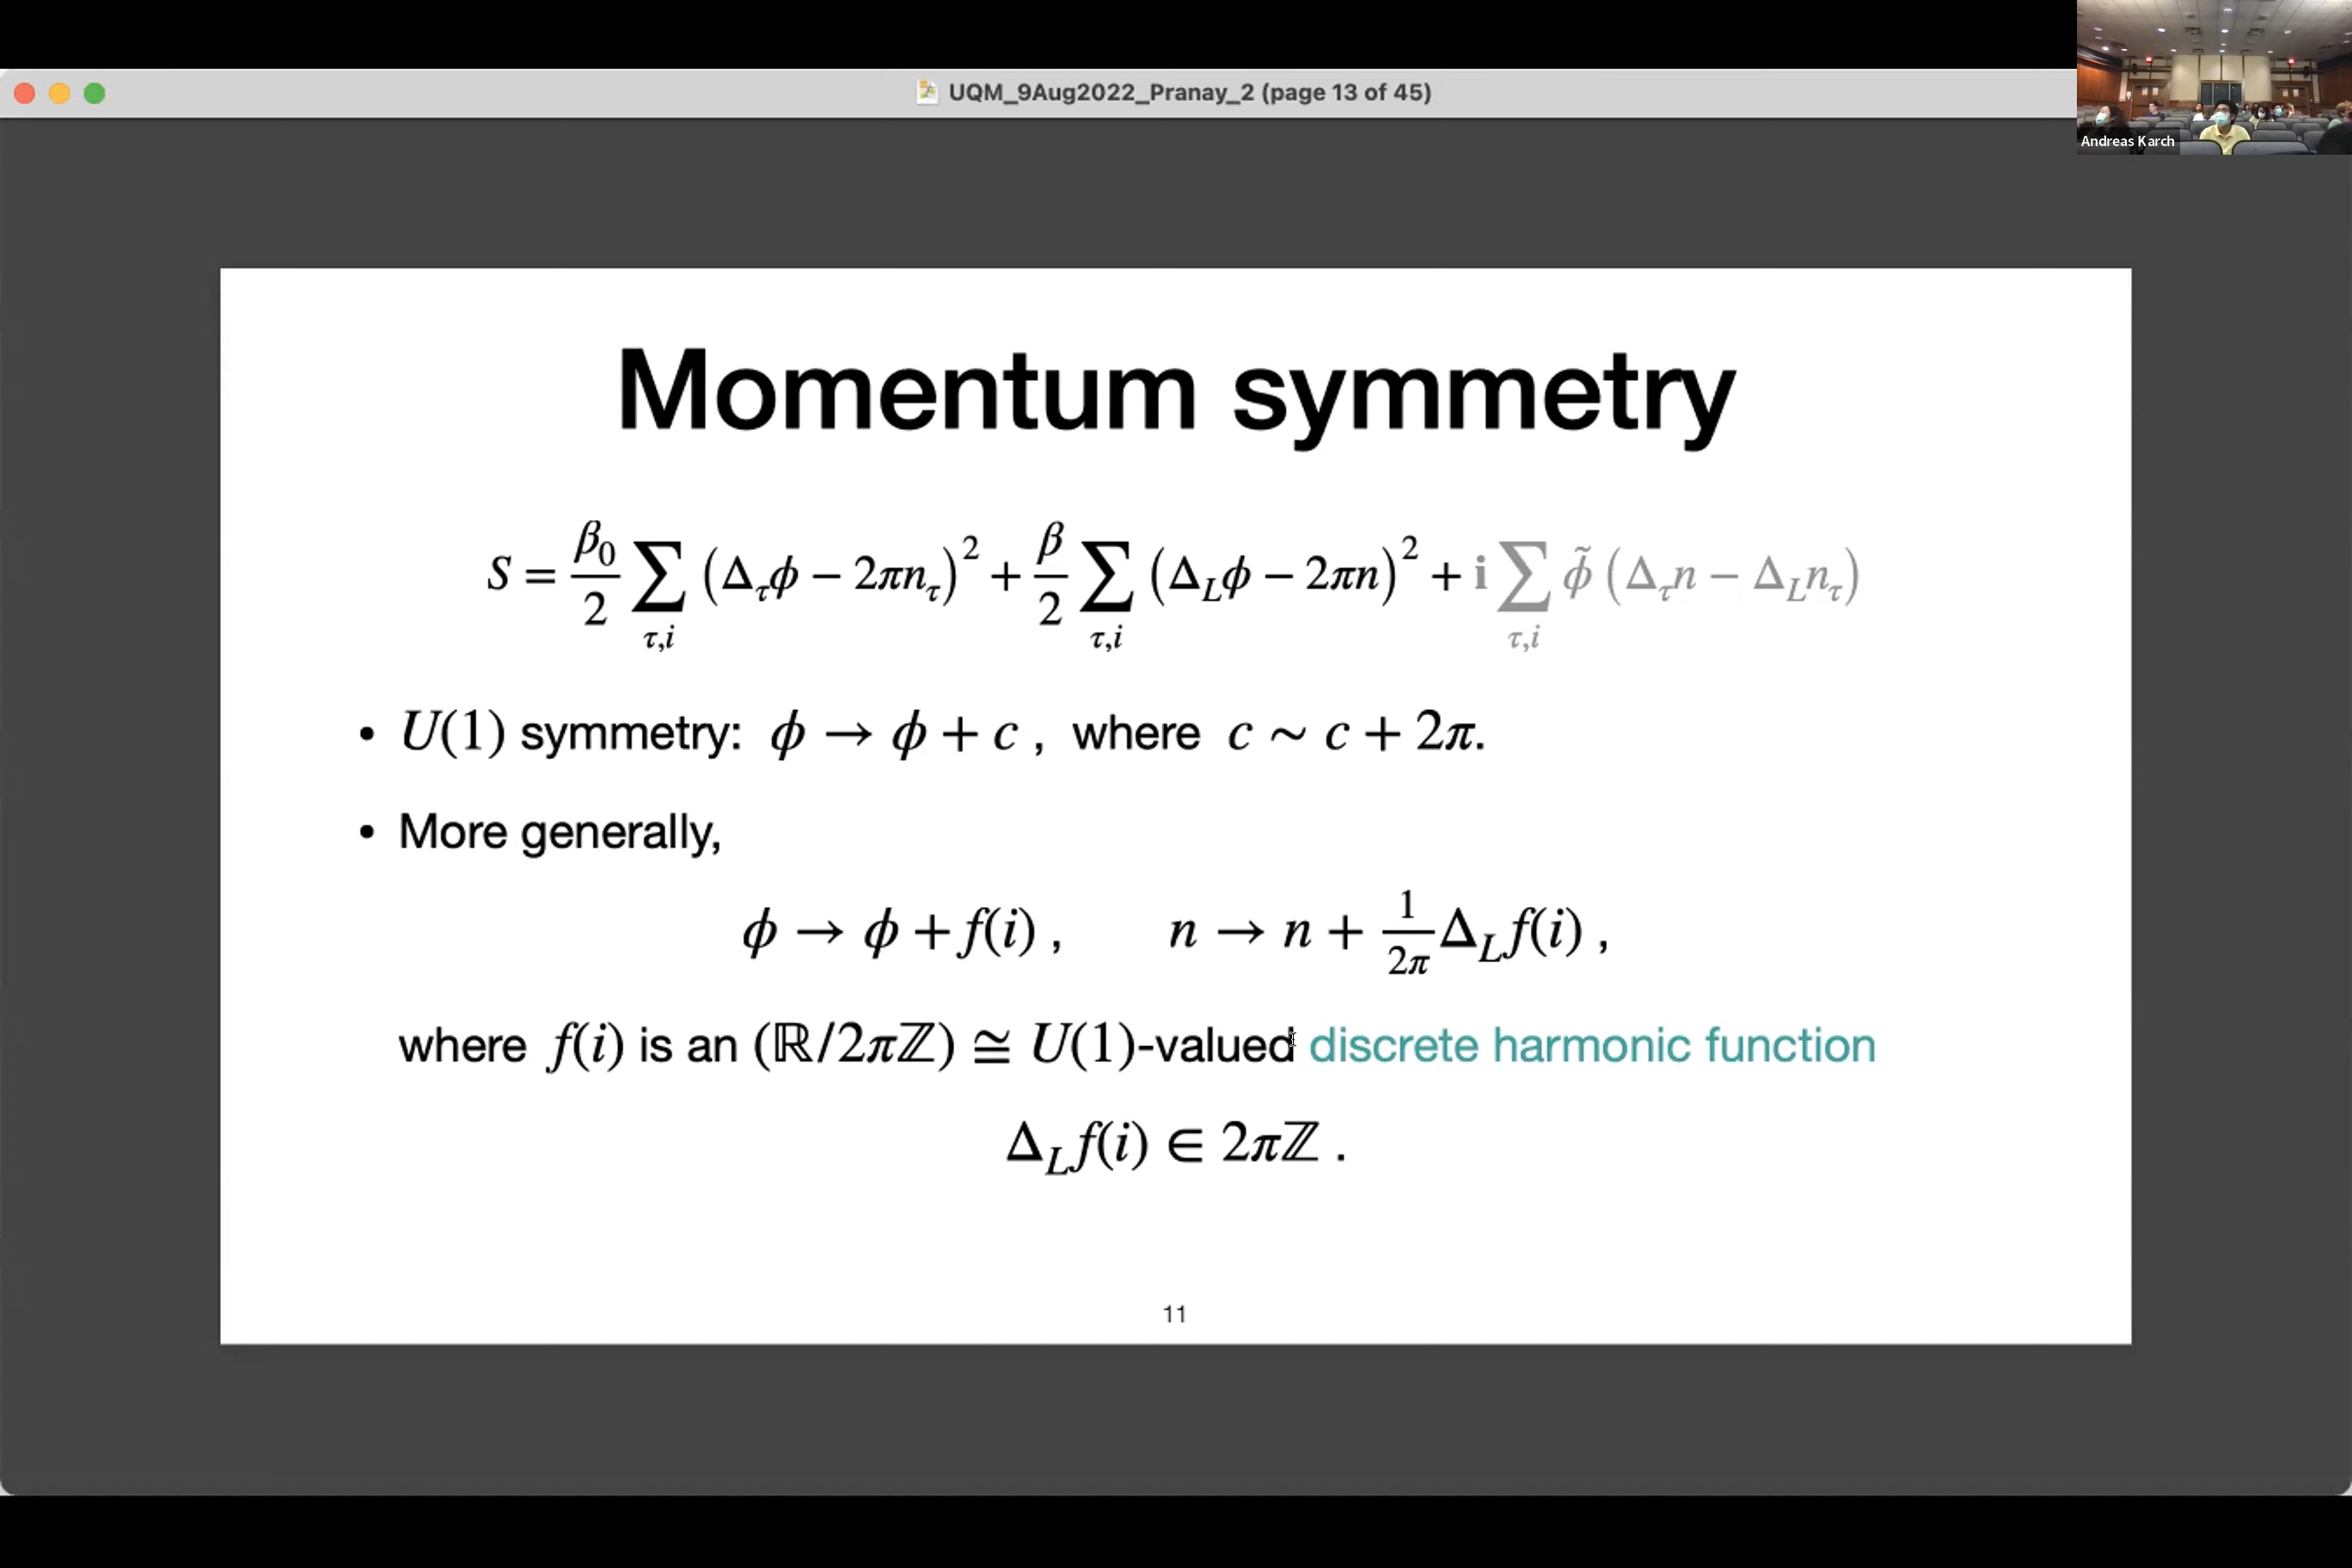 UQM_9Aug2022_Pranay_2 (page 13 of 45)
Andreas Karch
Momentum symmetry
S = β₀/2 ∑_{τ,i} (Δ_τϕ − 2πn_τ)² + β/2 ∑_{τ,i} (Δ_Lϕ − 2πn)² + i ∑_{τ,i} ϕ̃ (Δ_τn − Δ_Ln_τ)
• U(1) symmetry: ϕ → ϕ + c , where c ~ c + 2π.
• More generally,
ϕ → ϕ + f(i) , n → n + 1/2π Δ_L f(i) ,
where f(i) is an (ℝ/2πℤ) ≅ U(1)-valued discrete harmonic function
Δ_L f(i) ∈ 2πℤ .
11